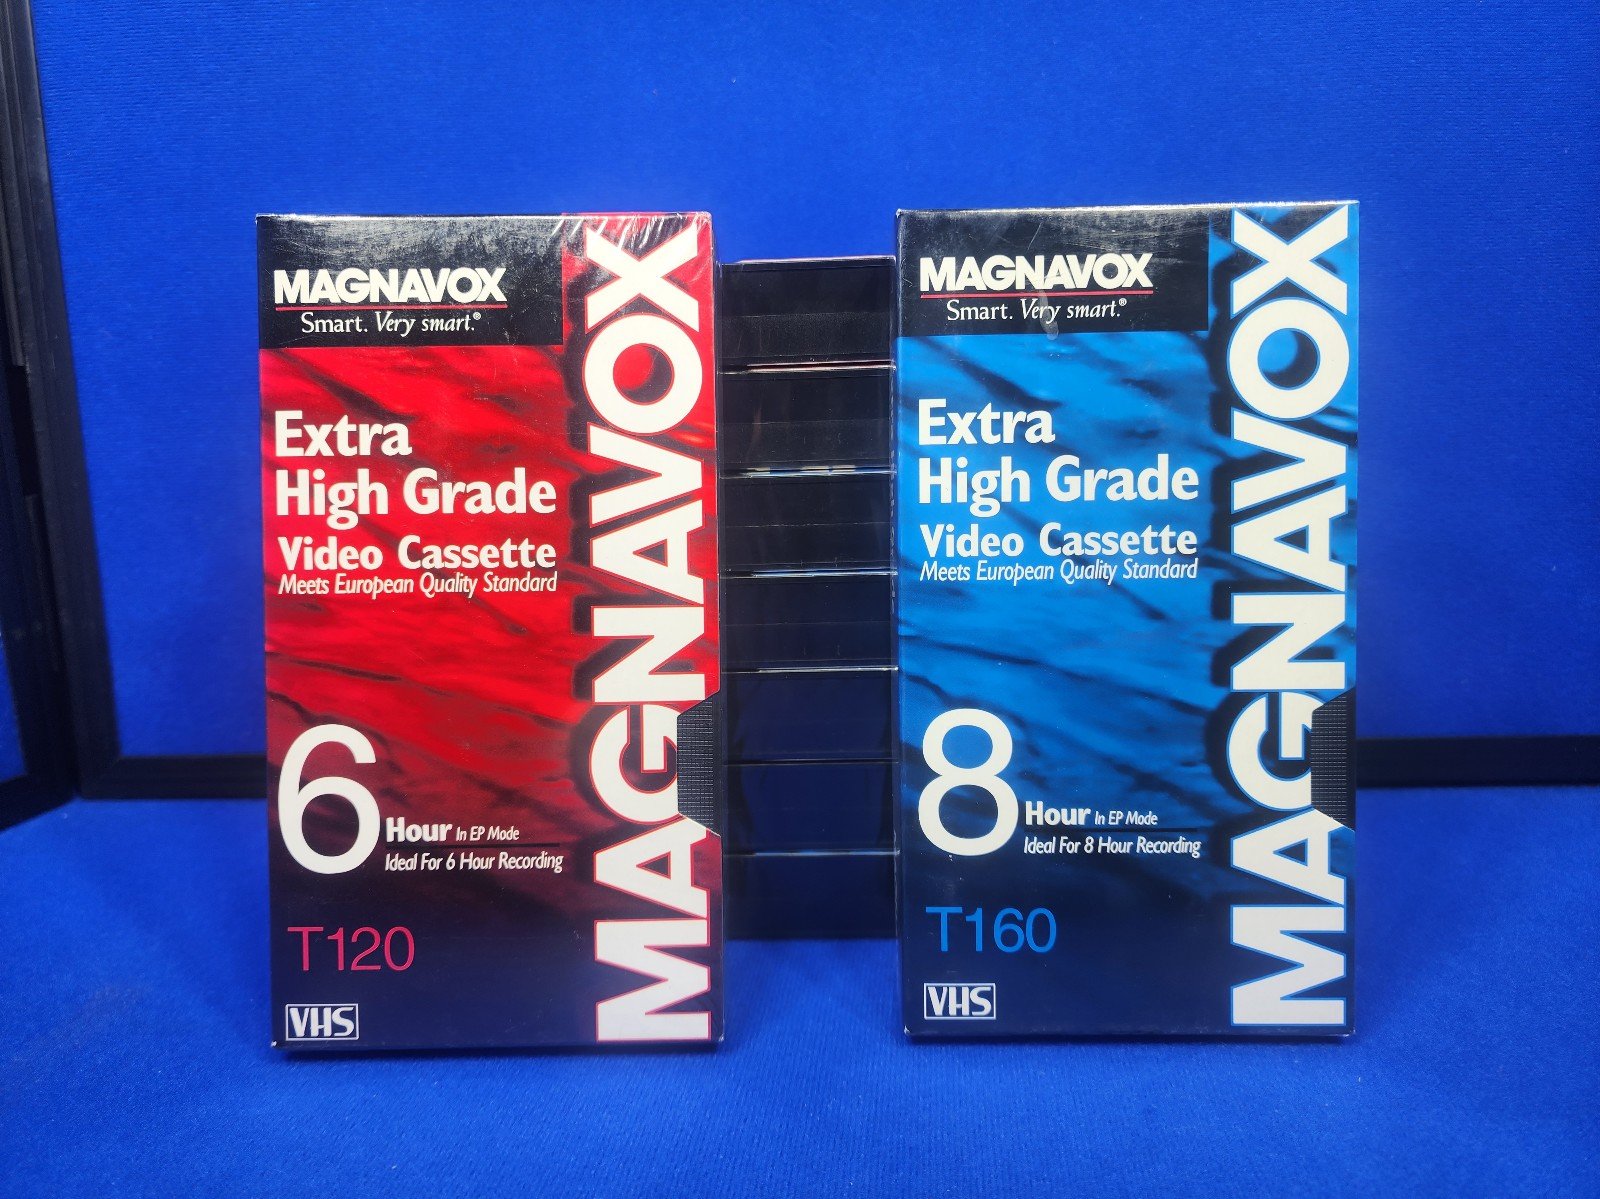 MAGNAVOX
Smart. Very smart.®
Extra
High Grade
Video Cassette
Meets European Quality Standard
6
Hour In EP Mode
Ideal For 6 Hour Recording
T120
VHS
MAGNAVOX
MAGNAVOX
Smart. Very smart.®
Extra
High Grade
Video Cassette
Meets European Quality Standard
8
Hour In EP Mode
Ideal For 8 Hour Recording
T160
VHS
MAGNAVOX